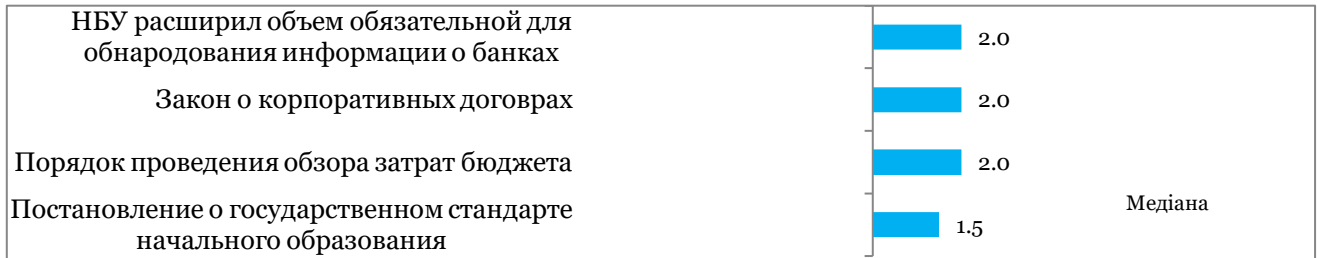 НБУ расширил объем обязательной для
обнародования информации о банках
2.0
Закон о корпоративных договрах
2.0
Порядок проведения обзора затрат бюджета
2.0
Постановление о государственном стандарте
начального образования
1.5
Медіана